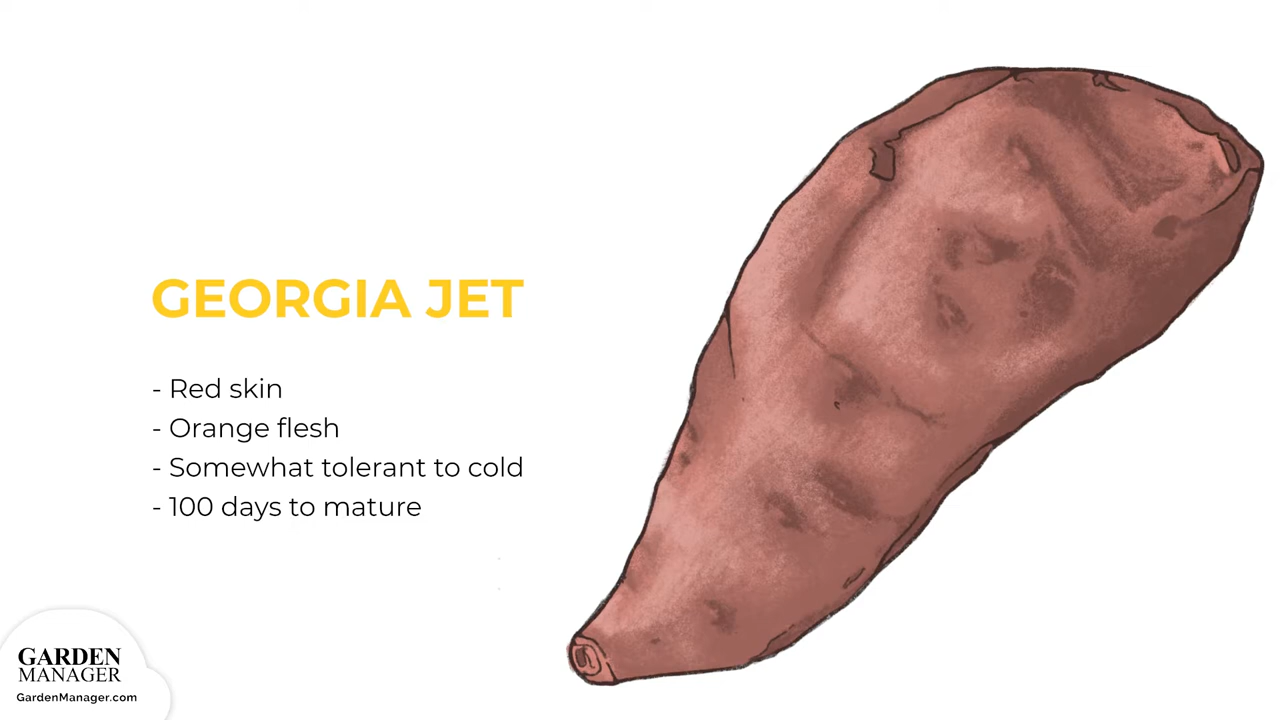 GEORGIA JET
- Red skin
- Orange flesh
- Somewhat tolerant to cold
- 100 days to mature
GARDEN
MANAGER
GardenManager.com